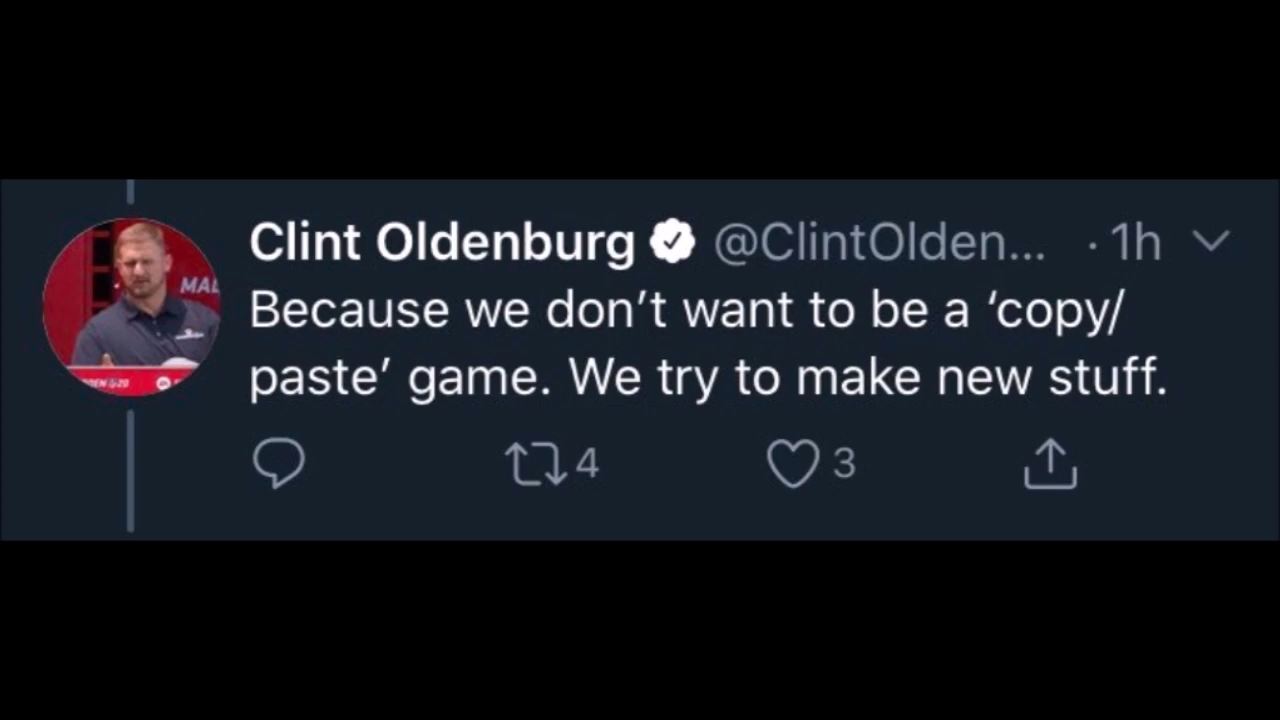 Clint Oldenburg @ClintOlden... · 1h
Because we don’t want to be a ‘copy/
paste’ game. We try to make new stuff.
4 3
MAD